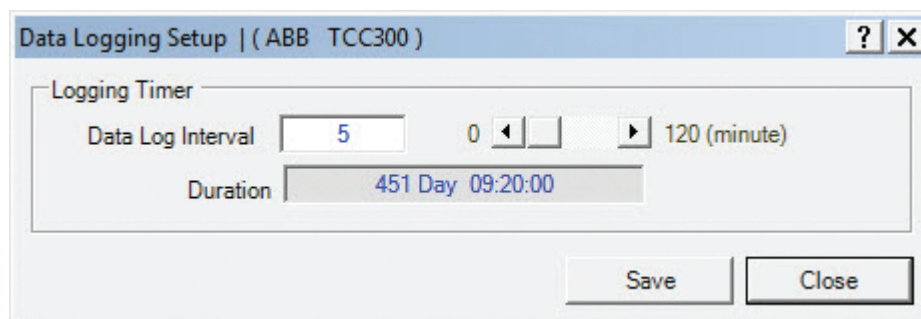 Data Logging Setup | ( ABB TCC300 ) ? X
Logging Timer
Data Log Interval 5 0 120 (minute)
Duration 451 Day 09:20:00
Save Close